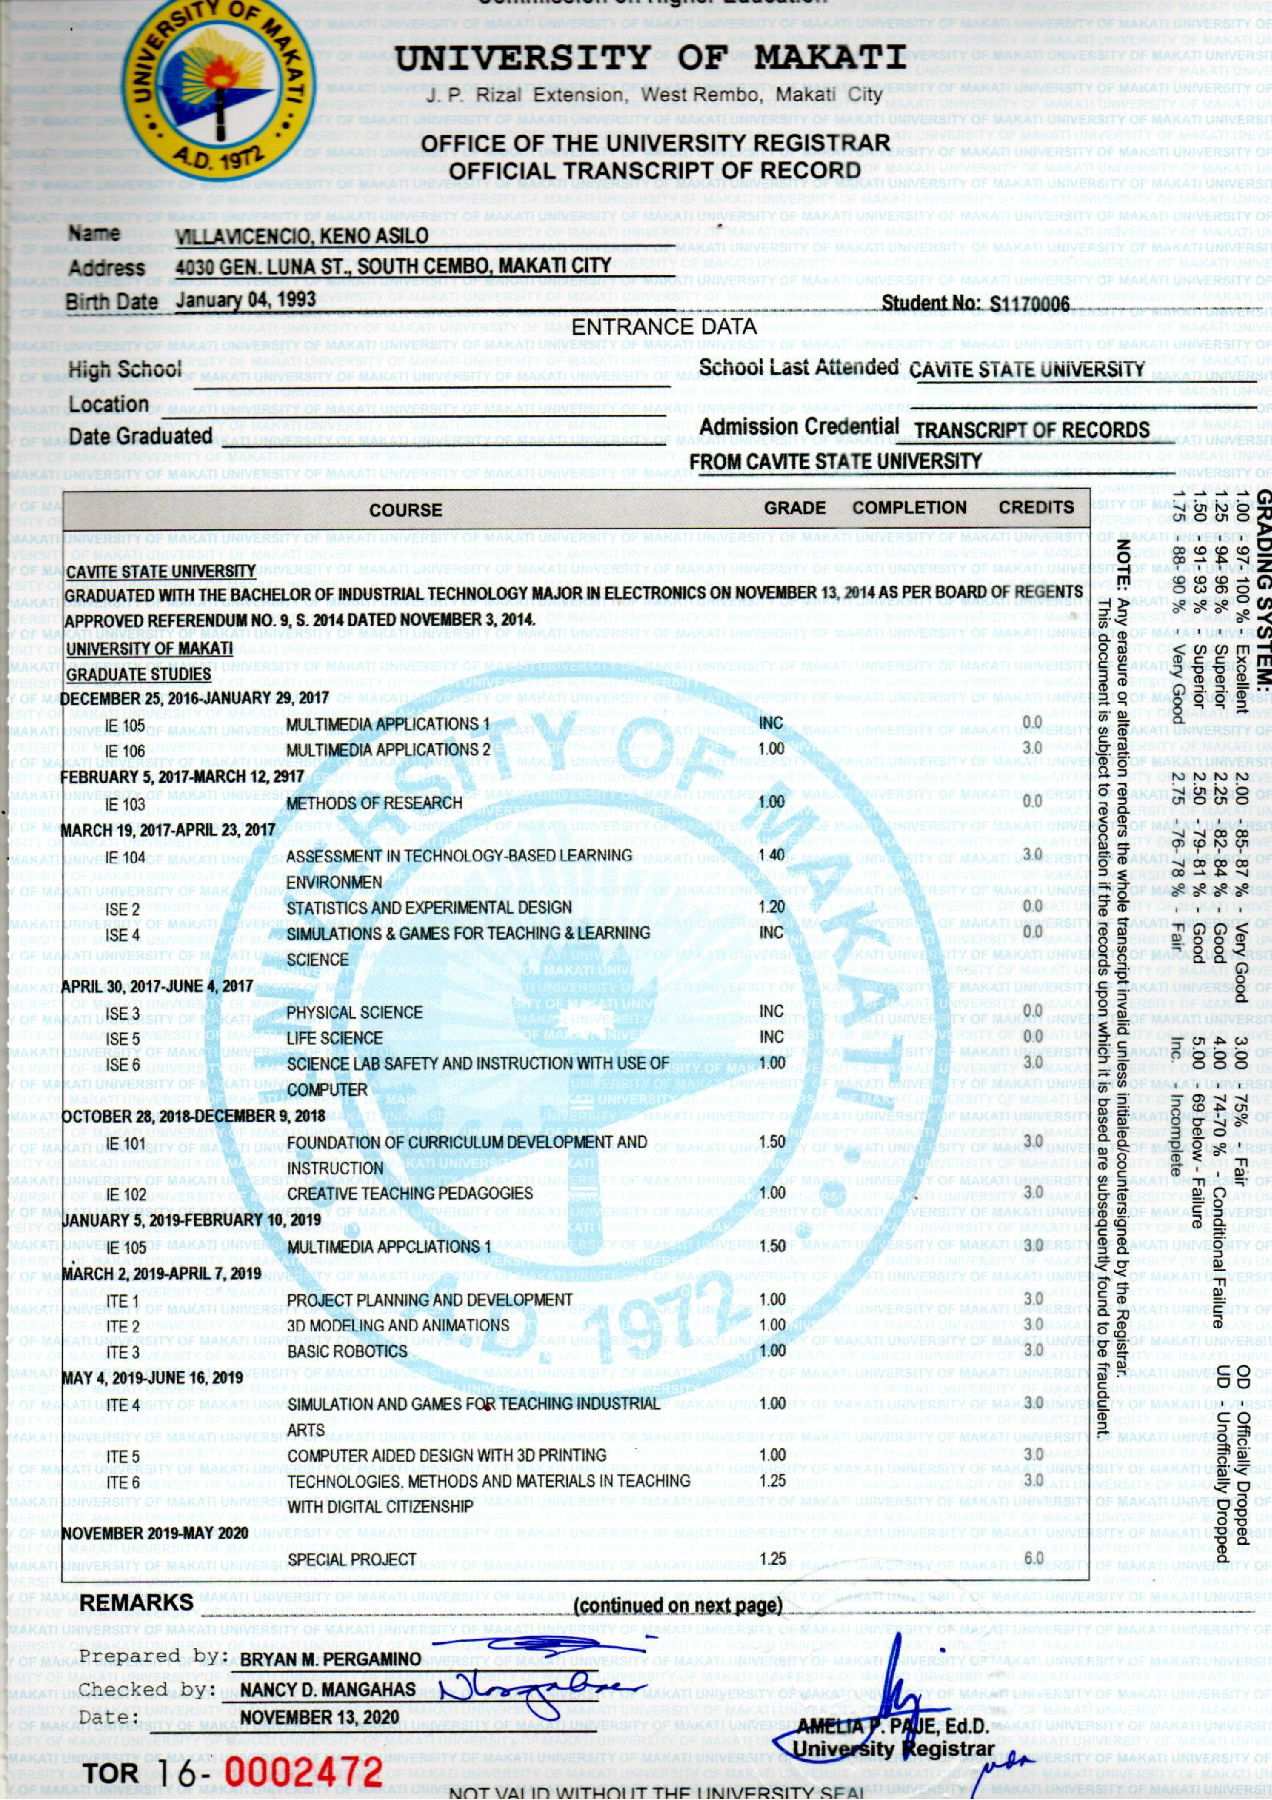 UNIVERSITY OF MAKATI
A.D. 1972
Commission on Higher Education
UNIVERSITY OF MAKATI
J. P. Rizal Extension, West Rembo, Makati City
OFFICE OF THE UNIVERSITY REGISTRAR
OFFICIAL TRANSCRIPT OF RECORD
Name VILLAVICENCIO, KENO ASILO
Address 4030 GEN. LUNA ST., SOUTH CEMBO, MAKATI CITY
Birth Date January 04, 1993 Student No: S1170006
ENTRANCE DATA
High School School Last Attended CAVITE STATE UNIVERSITY
Location
Date Graduated Admission Credential TRANSCRIPT OF RECORDS
FROM CAVITE STATE UNIVERSITY
COURSE GRADE COMPLETION CREDITS
CAVITE STATE UNIVERSITY
GRADUATED WITH THE BACHELOR OF INDUSTRIAL TECHNOLOGY MAJOR IN ELECTRONICS ON NOVEMBER 13, 2014 AS PER BOARD OF REGENTS
APPROVED REFERENDUM NO. 9, S. 2014 DATED NOVEMBER 3, 2014.
UNIVERSITY OF MAKATI
GRADUATE STUDIES
DECEMBER 25, 2016-JANUARY 29, 2017
IE 105 MULTIMEDIA APPLICATIONS 1 INC 0.0
IE 106 MULTIMEDIA APPLICATIONS 2 1.00 3.0
FEBRUARY 5, 2017-MARCH 12, 2917
IE 103 METHODS OF RESEARCH 1.00 0.0
MARCH 19, 2017-APRIL 23, 2017
IE 104 ASSESSMENT IN TECHNOLOGY-BASED LEARNING 1.40 3.0
ENVIRONMEN
ISE 2 STATISTICS AND EXPERIMENTAL DESIGN 1.20 0.0
ISE 4 SIMULATIONS & GAMES FOR TEACHING & LEARNING INC 0.0
SCIENCE
APRIL 30, 2017-JUNE 4, 2017
ISE 3 PHYSICAL SCIENCE INC 0.0
ISE 5 LIFE SCIENCE INC 0.0
ISE 6 SCIENCE LAB SAFETY AND INSTRUCTION WITH USE OF 1.00 3.0
COMPUTER
OCTOBER 28, 2018-DECEMBER 9, 2018
IE 101 FOUNDATION OF CURRICULUM DEVELOPMENT AND 1.50 3.0
INSTRUCTION
IE 102 CREATIVE TEACHING PEDAGOGIES 1.00 3.0
JANUARY 5, 2019-FEBRUARY 10, 2019
IE 105 MULTIMEDIA APPCLIATIONS 1 1.50 3.0
MARCH 2, 2019-APRIL 7, 2019
ITE 1 PROJECT PLANNING AND DEVELOPMENT 1.00 3.0
ITE 2 3D MODELING AND ANIMATIONS 1.00 3.0
ITE 3 BASIC ROBOTICS 1.00 3.0
MAY 4, 2019-JUNE 16, 2019
ITE 4 SIMULATION AND GAMES FOR TEACHING INDUSTRIAL 1.00 3.0
ARTS
ITE 5 COMPUTER AIDED DESIGN WITH 3D PRINTING 1.00 3.0
ITE 6 TECHNOLOGIES, METHODS AND MATERIALS IN TEACHING 1.25 3.0
WITH DIGITAL CITIZENSHIP
NOVEMBER 2019-MAY 2020
SPECIAL PROJECT 1.25 6.0
GRADING SYSTEM:
1.00 - 97- 100 % - Excellent 2.00 - 85- 87 % - Very Good 3.00 - 75% - Fair OD - Officially Dropped
1.25 - 94- 96 % - Superior 2.25 - 82- 84 % - Good 4.00 - 74-70 % Conditional Failure UD - Unofficially Dropped
1.50 - 91- 93 % - Superior 2.50 - 79- 81 % - Good 5.00 - 69 below - Failure
1.75 - 88- 90 % - Very Good 2.75 - 76- 78 % Fair Inc. - Incomplete
NOTE: Any erasure or alteration renders the whole transcript invalid unless initialed/countersigned by the Registrar.
This document is subject to revocation if the records upon which it is based are subsequently found to be fraudulent.
REMARKS (continued on next page)
Prepared by: BRYAN M. PERGAMINO
Checked by: NANCY D. MANGAHAS
Date: NOVEMBER 13, 2020
AMELIA P. PAJE, Ed.D.
University Registrar
TOR 16- 0002472
NOT VALID WITHOUT THE UNIVERSITY SEAL